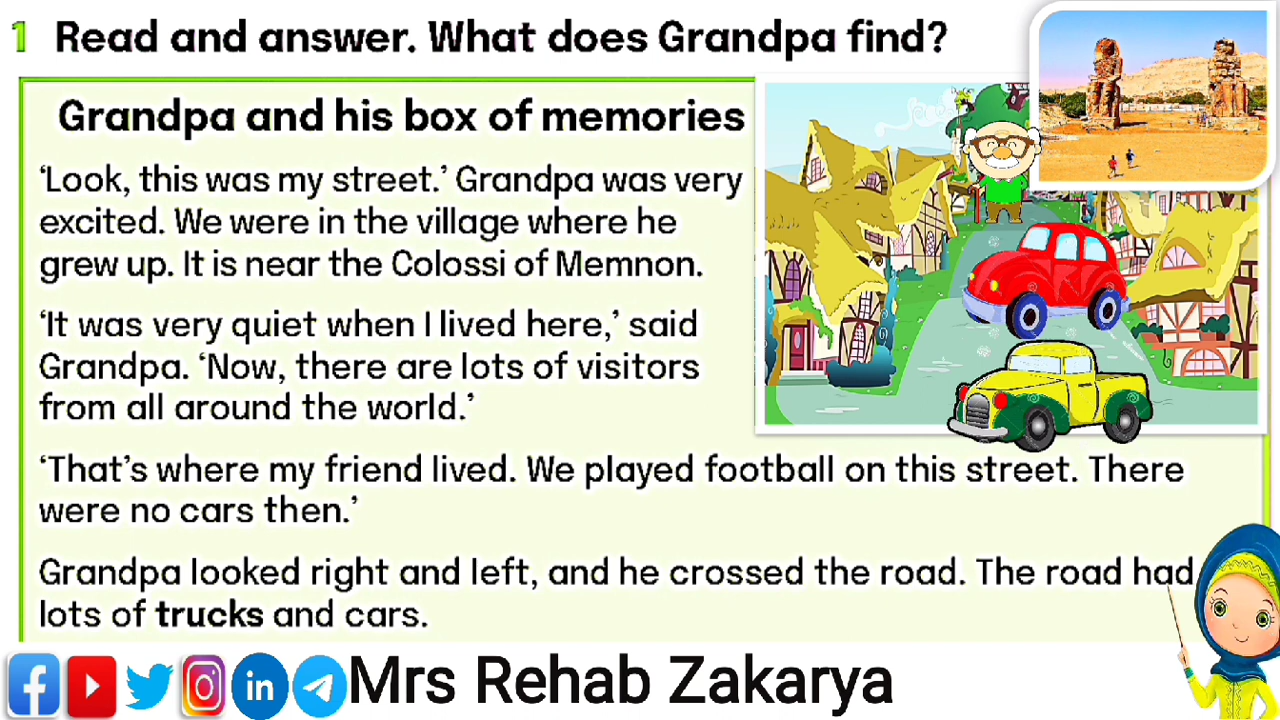 1 Read and answer. What does Grandpa find?
Grandpa and his box of memories
‘Look, this was my street.’ Grandpa was very
excited. We were in the village where he
grew up. It is near the Colossi of Memnon.
‘It was very quiet when I lived here,’ said
Grandpa. ‘Now, there are lots of visitors
from all around the world.’
‘That’s where my friend lived. We played football on this street. There
were no cars then.’
Grandpa looked right and left, and he crossed the road. The road had
lots of trucks and cars.
Mrs Rehab Zakarya